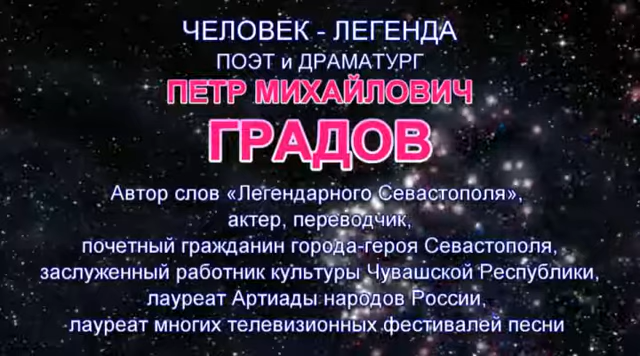 ЧЕЛОВЕК - ЛЕГЕНДА
ПОЭТ и ДРАМАТУРГ
ПЕТР МИХАЙЛОВИЧ
ГРАДОВ
Автор слов «Легендарного Севастополя»,
актер, переводчик,
почетный гражданин города-героя Севастополя,
заслуженный работник культуры Чувашской Республики,
лауреат Артиады народов России,
лауреат многих телевизионных фестивалей песни